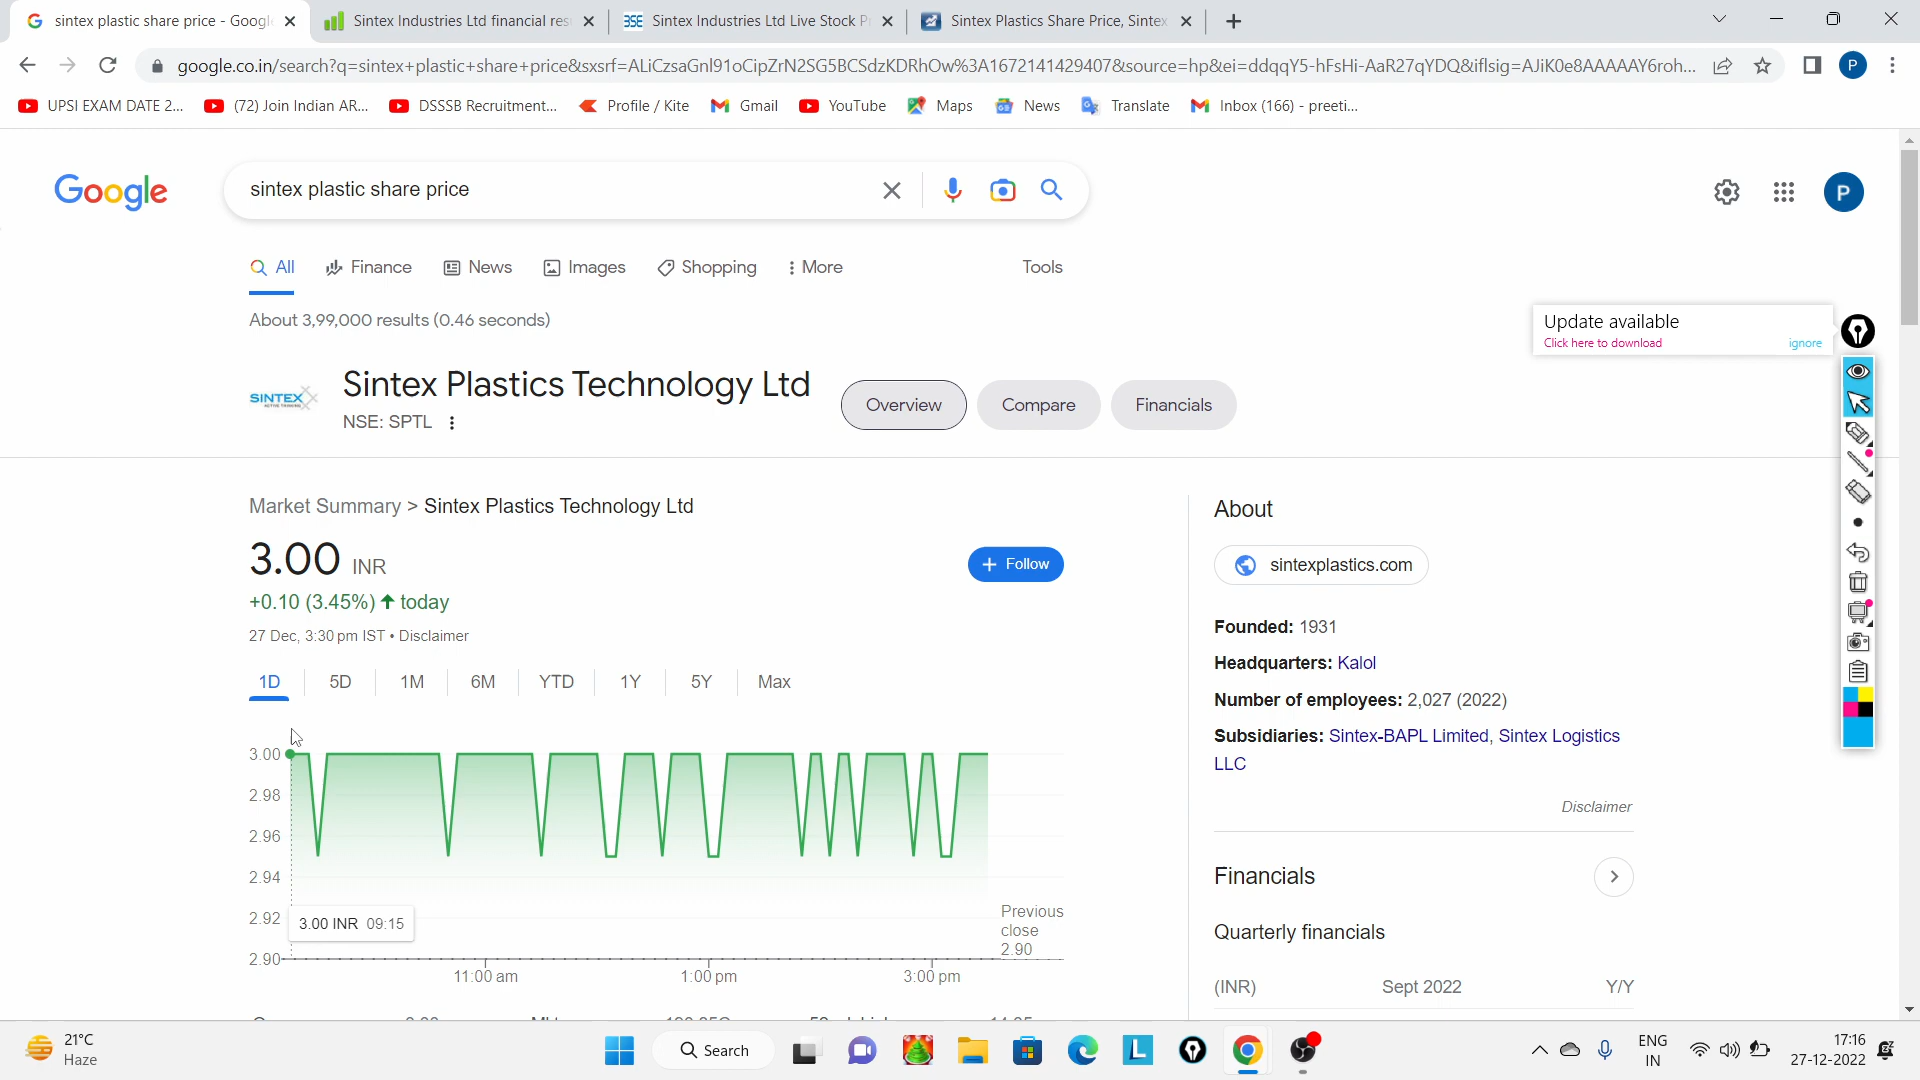 sintex plastic share price - Google
Sintex Industries Ltd financial res
Sintex Industries Ltd Live Stock P
Sintex Plastics Share Price, Sintex
google.co.in/search?q=sintex+plastic+share+price&sxsrf=ALiCzsaGnl91oCipZrN2SG5BCSdzKDRhOw%3A1672141429407&source=hp&ei=ddqqY5-hFsHi-AaR27qYDQ&iflsig=AJiK0e8AAAAAY6roh...
P
UPSI EXAM DATE 2...
(72) Join Indian AR...
DSSSB Recruitment...
Profile / Kite
Gmail
YouTube
Maps
News
Translate
Inbox (166) - preeti...
Google
sintex plastic share price
P
All
Finance
News
Images
Shopping
More
Tools
About 3,99,000 results (0.46 seconds)
Update available
Click here to download ignore
SINTEX
Sintex Plastics Technology Ltd
NSE: SPTL
Overview
Compare
Financials
Market Summary > Sintex Plastics Technology Ltd
3.00 INR
+ Follow
+0.10 (3.45%) ↑ today
27 Dec, 3:30 pm IST • Disclaimer
1D 5D 1M 6M YTD 1Y 5Y Max
3.00
2.98
2.96
2.94
2.92
2.90
3.00 INR 09:15
Previous
close
2.90
11:00 am 1:00 pm 3:00 pm
About
sintexplastics.com
Founded: 1931
Headquarters: Kalol
Number of employees: 2,027 (2022)
Subsidiaries: Sintex-BAPL Limited, Sintex Logistics
LLC
Disclaimer
Financials
Quarterly financials
(INR) Sept 2022 Y/Y
21°C
Haze
Search
ENG
IN
17:16
27-12-2022